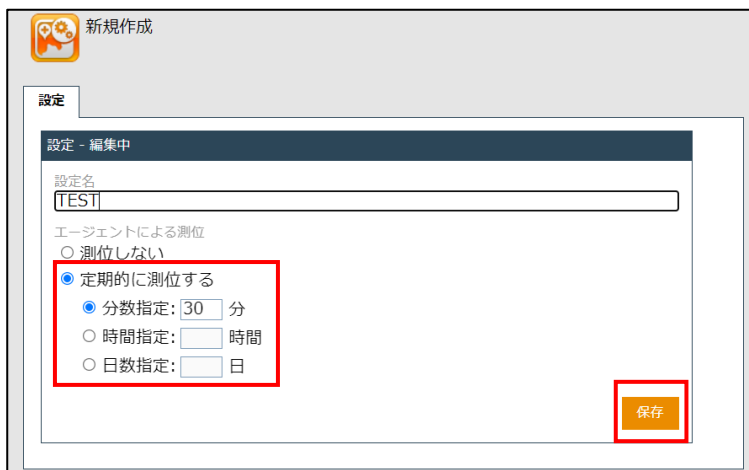 新規作成
設定
設定 - 編集中
設定名
TEST
エージェントによる測位
測位しない
定期的に測位する
分数指定: 30 分
時間指定: 時間
日数指定: 日
保存